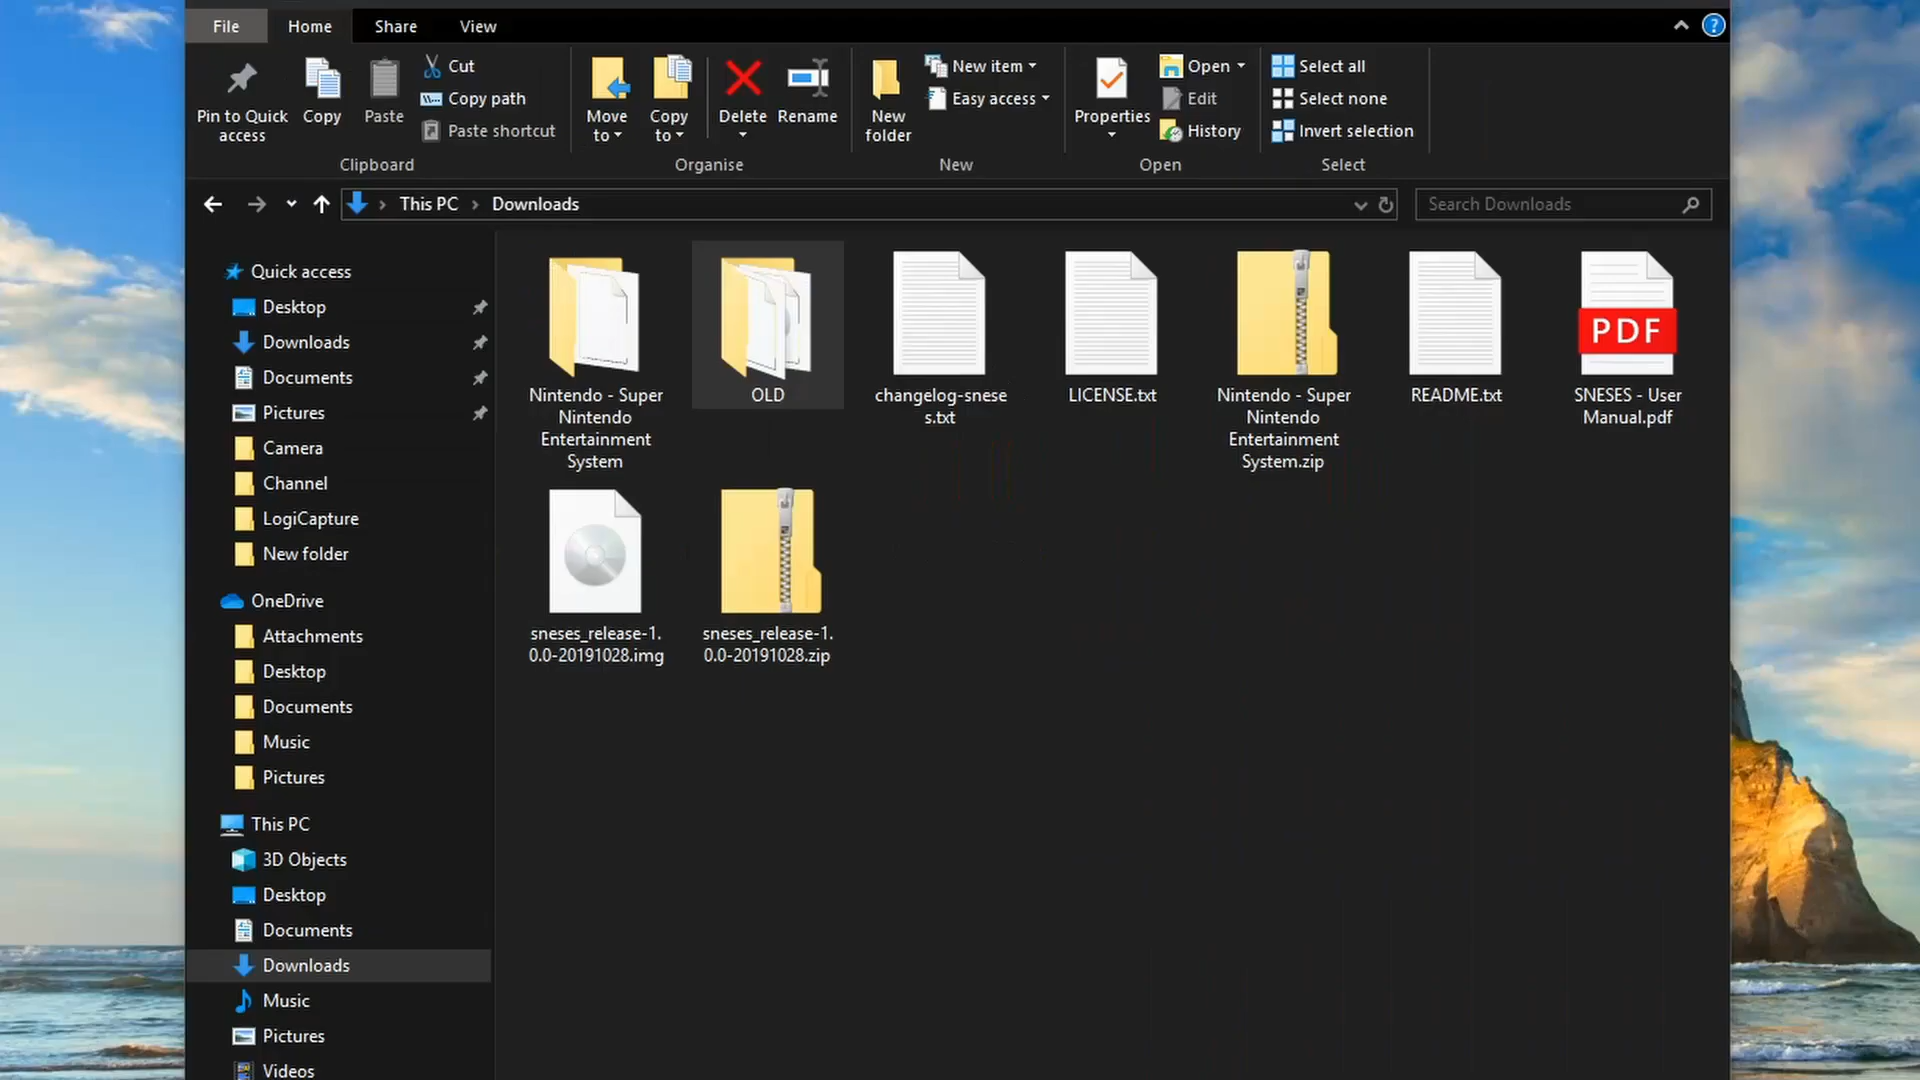 File
Home
Share
View
?
Pin to Quick
access
Copy
Paste
Cut
Copy path
Paste shortcut
Clipboard
Move
to
Copy
to
Delete
Rename
Organise
New
folder
New item
Easy access
New
Properties
Open
Edit
History
Open
Select all
Select none
Invert selection
Select
This PC
Downloads
Search Downloads
Quick access
Desktop
Downloads
Documents
Pictures
Camera
Channel
LogiCapture
New folder
OneDrive
Attachments
Desktop
Documents
Music
Pictures
This PC
3D Objects
Desktop
Documents
Downloads
Music
Pictures
Videos
Nintendo - Super
Nintendo
Entertainment
System
OLD
changelog-snese
s.txt
LICENSE.txt
Nintendo - Super
Nintendo
Entertainment
System.zip
README.txt
PDF
SNESES - User
Manual.pdf
sneses_release-1.
0.0-20191028.img
sneses_release-1.
0.0-20191028.zip